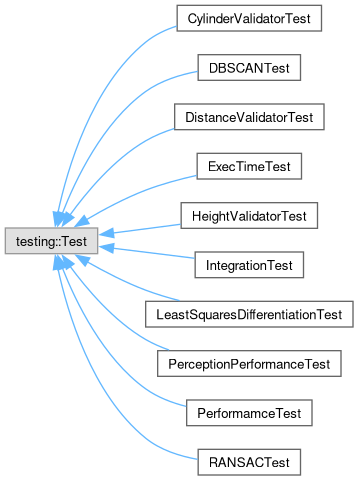 CylinderValidatorTest
DBSCANTest
DistanceValidatorTest
ExecTimeTest
HeightValidatorTest
testing::Test
IntegrationTest
LeastSquaresDifferentiationTest
PerceptionPerformanceTest
PerformamceTest
RANSACTest